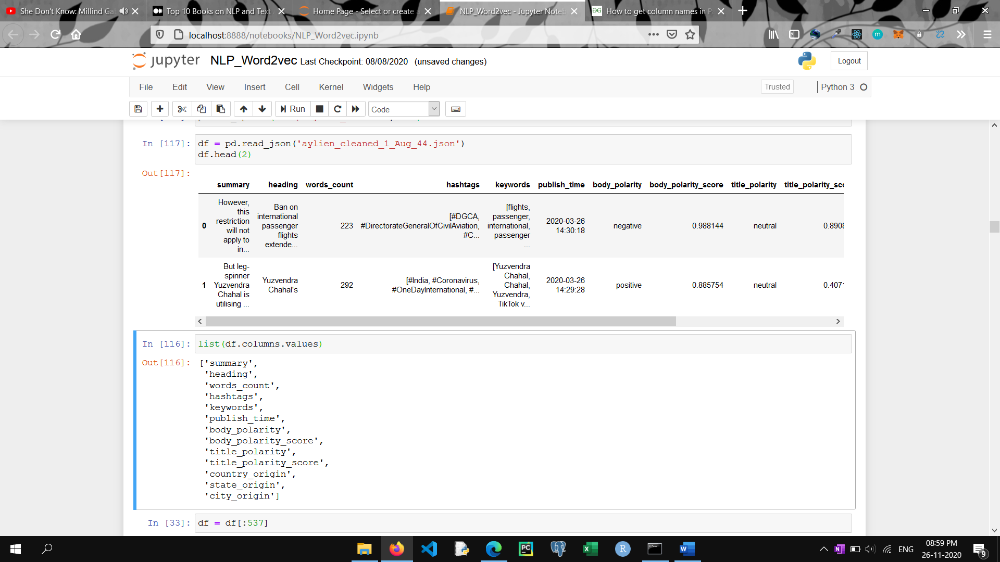 She Don't Know: Millind Ga
Top 10 Books on NLP and Text
Home Page - Select or create a
NLP_Word2vec - Jupyter Noteb
How to get column names in P
localhost:8888/notebooks/NLP_Word2vec.ipynb
jupyter NLP_Word2vec Last Checkpoint: 08/08/2020 (unsaved changes)
Logout
File Edit View Insert Cell Kernel Widgets Help
Trusted Python 3
Run Code
In [117]: df = pd.read_json('aylien_cleaned_1_Aug_44.json')
df.head(2)
Out[117]:
summary heading words_count hashtags keywords publish_time body_polarity body_polarity_score title_polarity title_polarity_sco
0 However, this restriction will not apply to in... Ban on international passenger flights extende... 223 [#DGCA, #DirectorateGeneralOfCivilAviation, #C... [flights, passenger, international, passenger ... 2020-03-26 14:30:18 negative 0.988144 neutral 0.8908
1 But leg-spinner Yuzvendra Chahal is utilising ... Yuzvendra Chahal's 292 [#India, #Coronavirus, #OneDayInternational, #... [Yuzvendra Chahal, Chahal, Yuzvendra, TikTok v... 2020-03-26 14:29:28 positive 0.885754 neutral 0.407
In [116]: list(df.columns.values)
Out[116]: ['summary',
'heading',
'words_count',
'hashtags',
'keywords',
'publish_time',
'body_polarity',
'body_polarity_score',
'title_polarity',
'title_polarity_score',
'country_origin',
'state_origin',
'city_origin']
In [33]: df = df[:537]
ENG
08:59 PM
26-11-2020
9